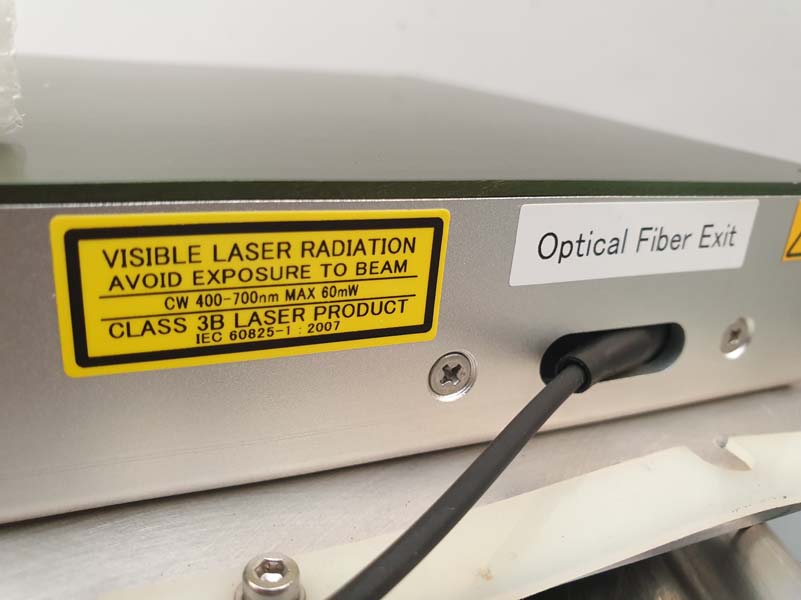 VISIBLE LASER RADIATION
AVOID EXPOSURE TO BEAM
CW 400-700nm MAX 60mW
CLASS 3B LASER PRODUCT
IEC 60825-1 : 2007
Optical Fiber Exit